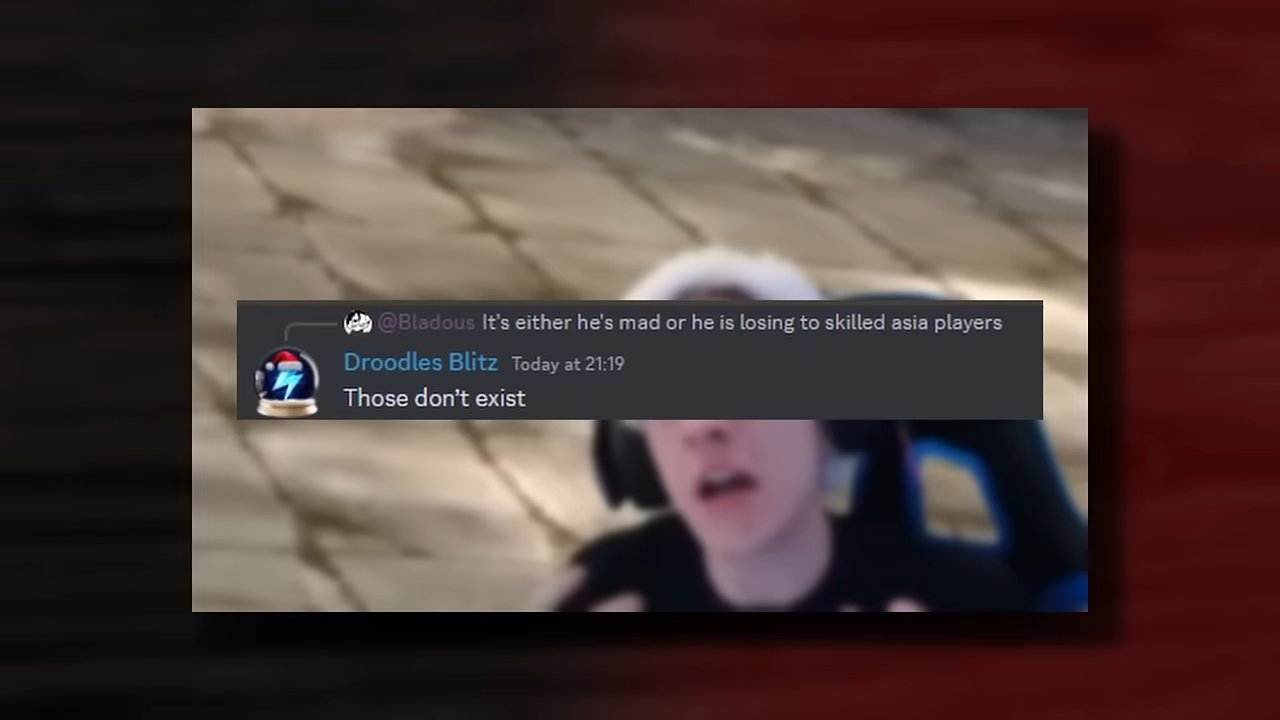 @Bladous It's either he's mad or he is losing to skilled asia players
Droodles Blitz Today at 21:19
Those don't exist